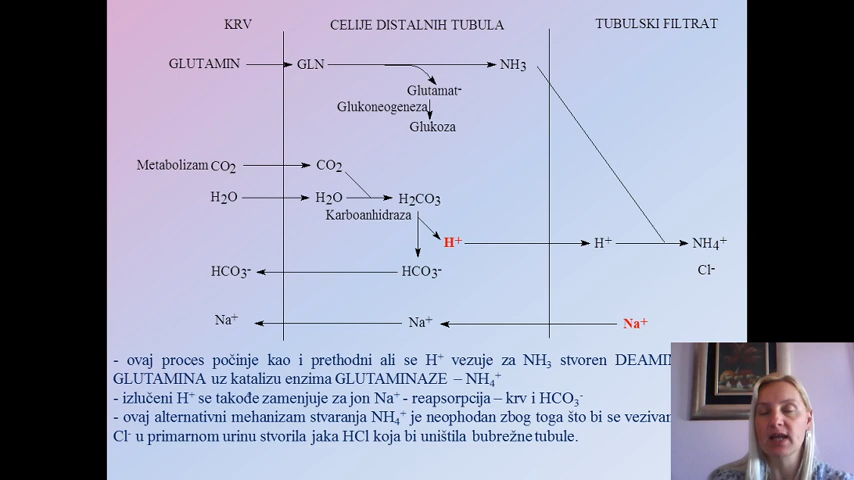 KRV CELIJE DISTALNIH TUBULA TUBULSKI FILTRAT
GLUTAMIN GLN NH3
Glutamat-
Glukoneogeneza
Glukoza
Metabolizam CO2 CO2
H2O H2O H2CO3
Karboanhidraza
H+ H+ NH4+
HCO3- HCO3- Cl-
Na+ Na+ Na+
- ovaj proces počinje kao i prethodni ali se H+ vezuje za NH3 stvoren DEAMIN
GLUTAMINA uz katalizu enzima GLUTAMINAZE – NH4+
- izlučeni H+ se takođe zamenjuje za jon Na+ - reapsorpcija – krv i HCO3-
- ovaj alternativni mehanizam stvaranja NH4+ je neophodan zbog toga što bi se vezivan
Cl- u primarnom urinu stvorila jaka HCl koja bi uništila bubrežne tubule.